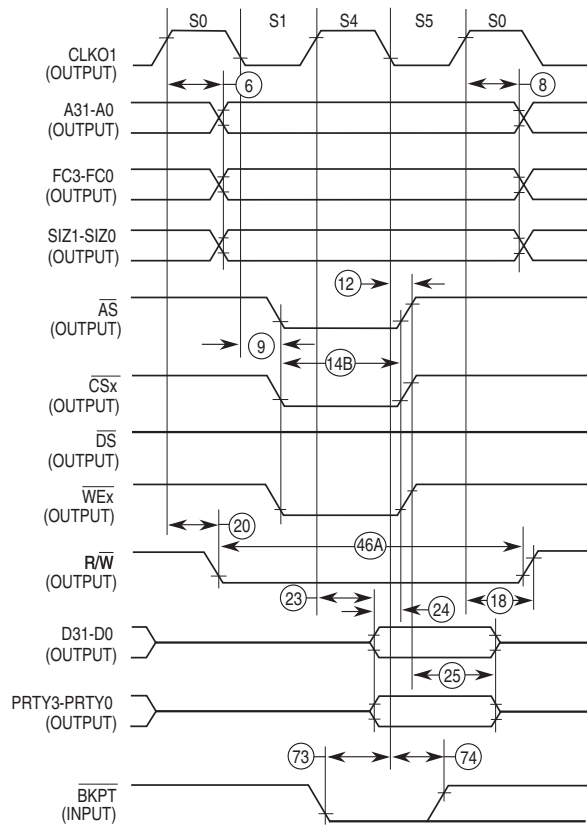 S0 S1 S4 S5 S0
CLKO1
(OUTPUT)
6 8
A31-A0
(OUTPUT)
FC3-FC0
(OUTPUT)
SIZ1-SIZ0
(OUTPUT)
12
AS
(OUTPUT)
9 14B
CSx
(OUTPUT)
DS
(OUTPUT)
WEx
(OUTPUT)
20
46A
R/W
(OUTPUT)
23 24 18
D31-D0
(OUTPUT)
25
PRTY3-PRTY0
(OUTPUT)
73 74
BKPT
(INPUT)